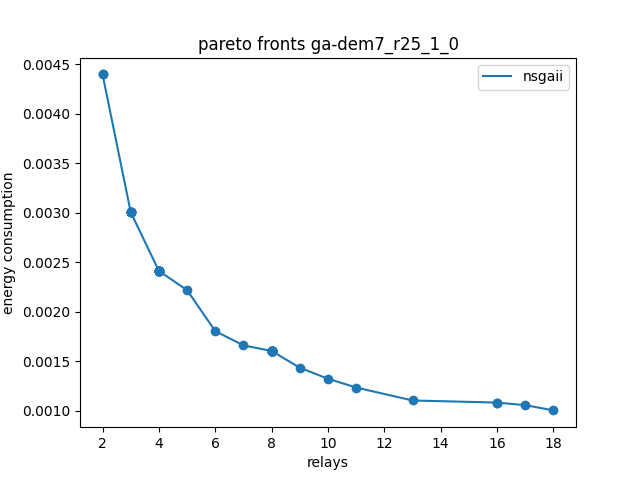 pareto fronts ga-dem7_r25_1_0
nsgaii
energy consumption
0.0045
0.0040
0.0035
0.0030
0.0025
0.0020
0.0015
0.0010
2 4 6 8 10 12 14 16 18
relays